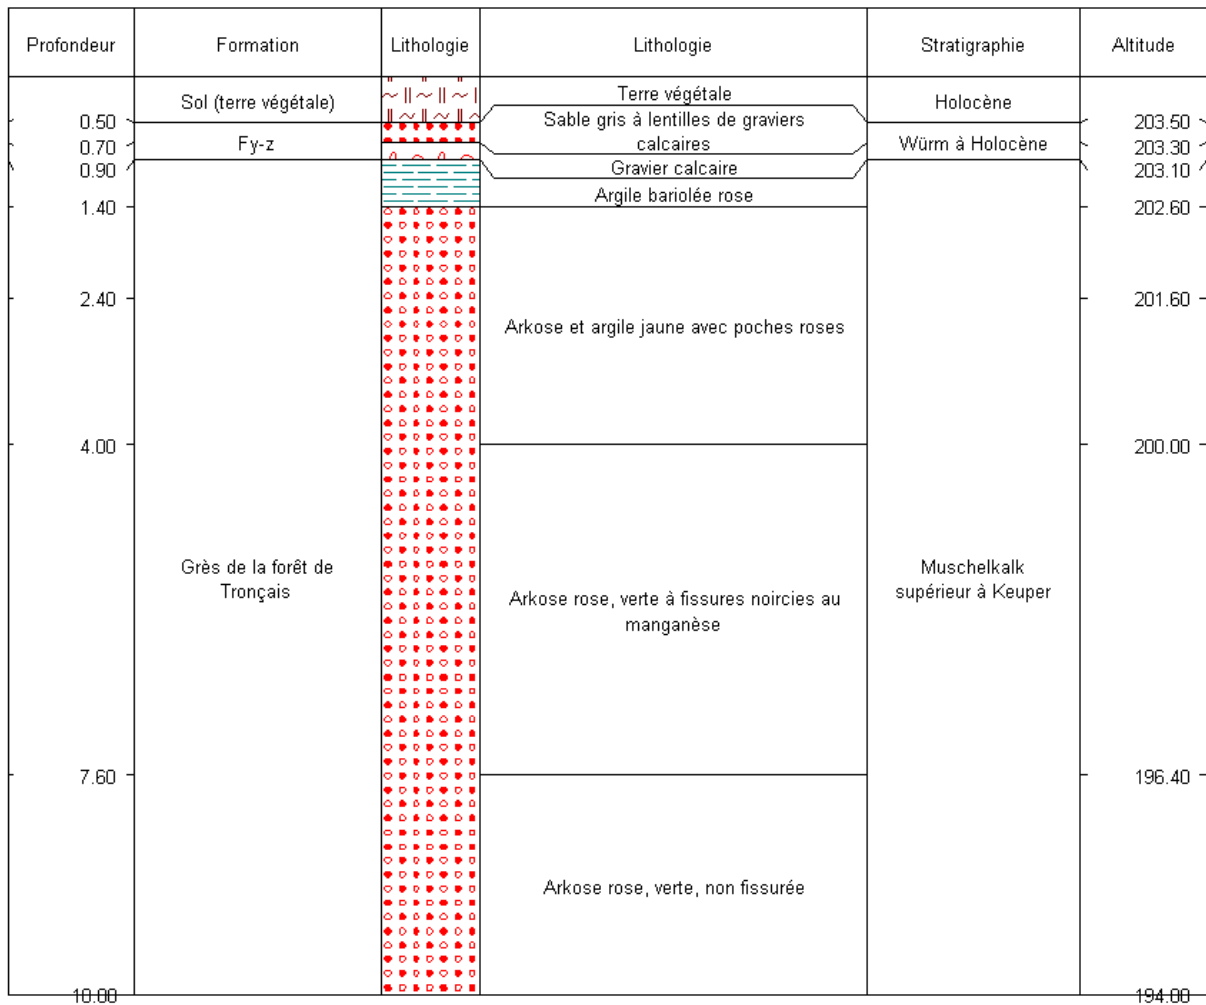 Profondeur Formation Lithologie Lithologie Stratigraphie Altitude
Terre végétale
Sol (terre végétale) Holocène
0.50 Sable gris à lentilles de graviers 203.50
0.70 Fy-z calcaires Würm à Holocène 203.30
0.90 Gravier calcaire 203.10
Argile bariolée rose
1.40 202.60
2.40 201.60
Arkose et argile jaune avec poches roses
4.00 200.00
Grès de la forêt de Muschelkalk
Tronçais supérieur à Keuper
Arkose rose, verte à fissures noircies au
manganèse
7.60 196.40
Arkose rose, verte, non fissurée
10.00 194.00